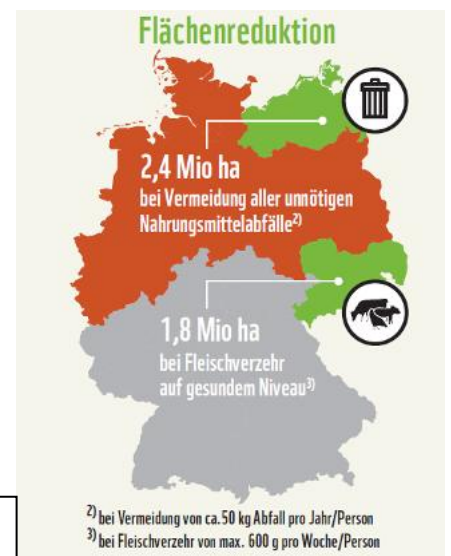 Flächenreduktion
2,4 Mio ha
bei Vermeidung aller unnötigen
Nahrungsmittelabfälle²⁾
1,8 Mio ha
bei Fleischverzehr
auf gesundem Niveau³⁾
²⁾ bei Vermeidung von ca. 50 kg Abfall pro Jahr/Person
³⁾ bei Fleischverzehr von max. 600 g pro Woche/Person